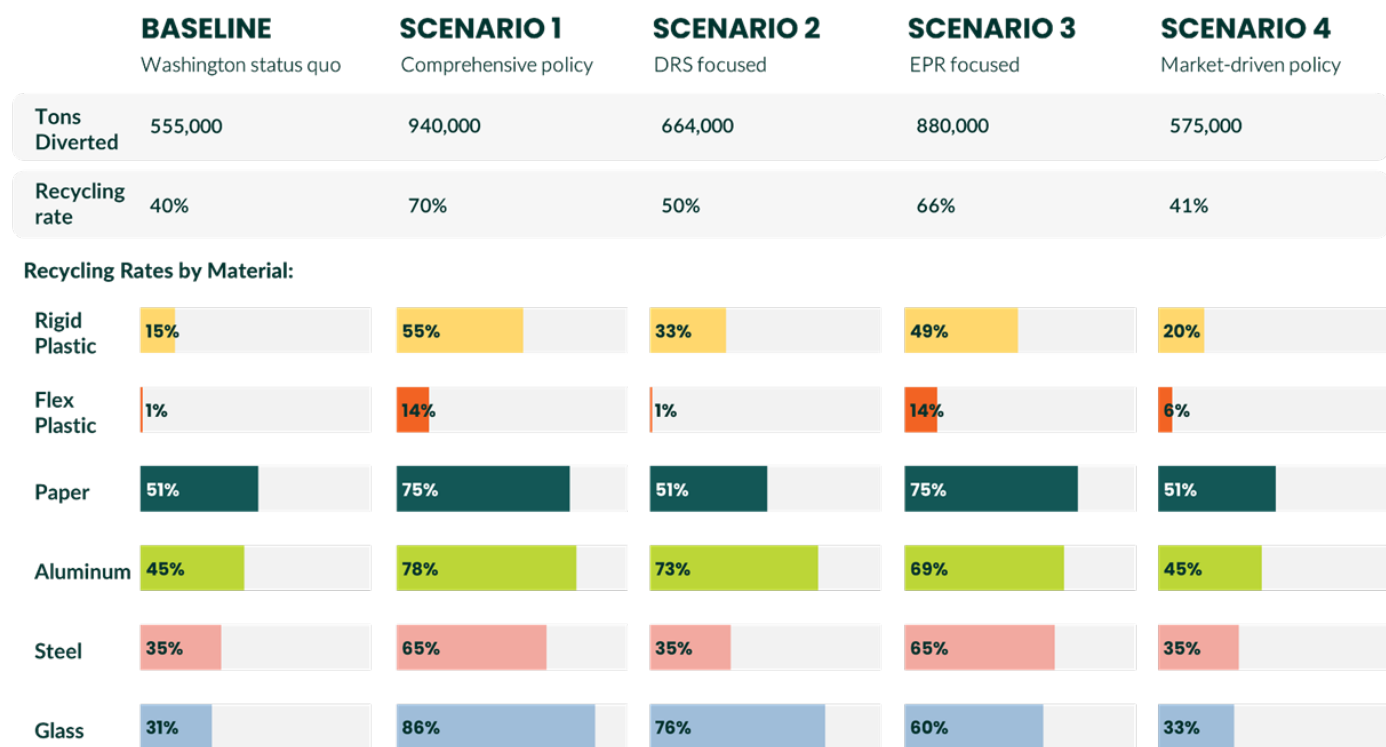 BASELINE SCENARIO 1 SCENARIO 2 SCENARIO 3 SCENARIO 4
Washington status quo Comprehensive policy DRS focused EPR focused Market-driven policy
Tons
Diverted 555,000 940,000 664,000 880,000 575,000
Recycling
rate 40% 70% 50% 66% 41%
Recycling Rates by Material:
Rigid
Plastic 15% 55% 33% 49% 20%
Flex
Plastic 1% 14% 1% 14% 6%
Paper 51% 75% 51% 75% 51%
Aluminum 45% 78% 73% 69% 45%
Steel 35% 65% 35% 65% 35%
Glass 31% 86% 76% 60% 33%